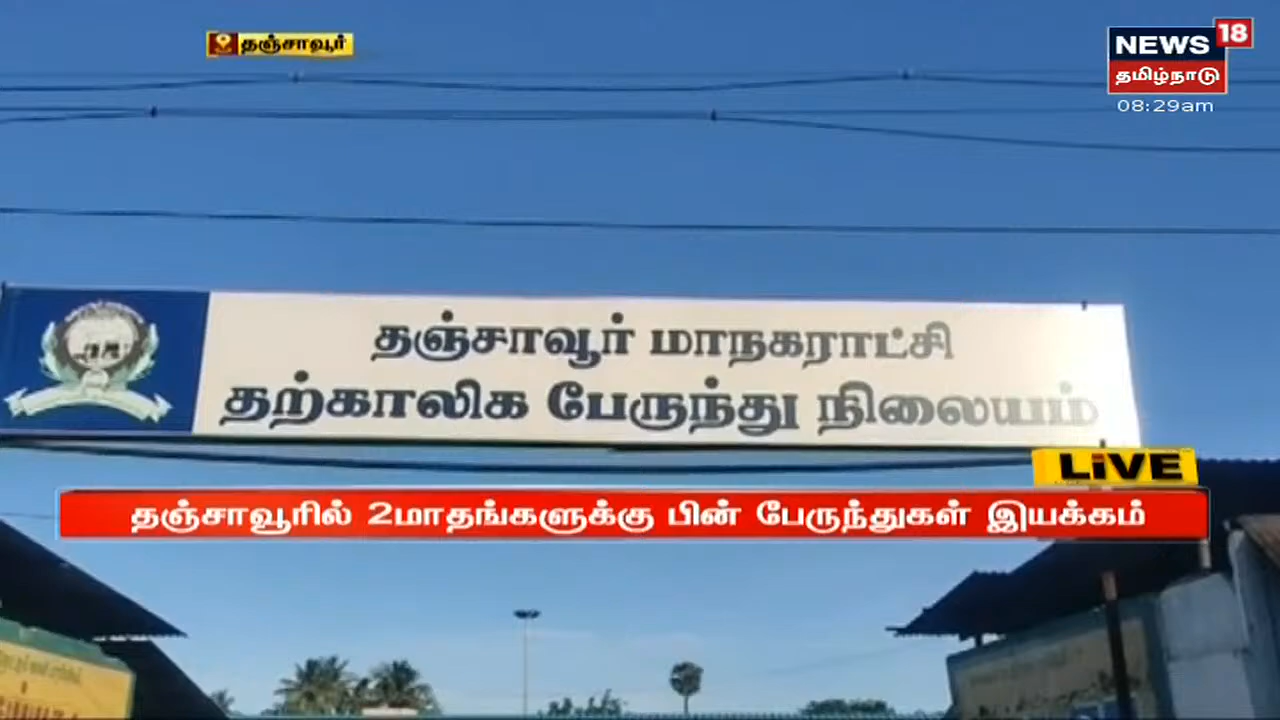 தஞ்சாவூர்
NEWS 18
தமிழ்நாடு
08:29am
தஞ்சாவூர் மாநகராட்சி
தற்காலிக பேருந்து நிலையம்
LIVE
தஞ்சாவூரில் 2மாதங்களுக்கு பின் பேருந்துகள் இயக்கம்